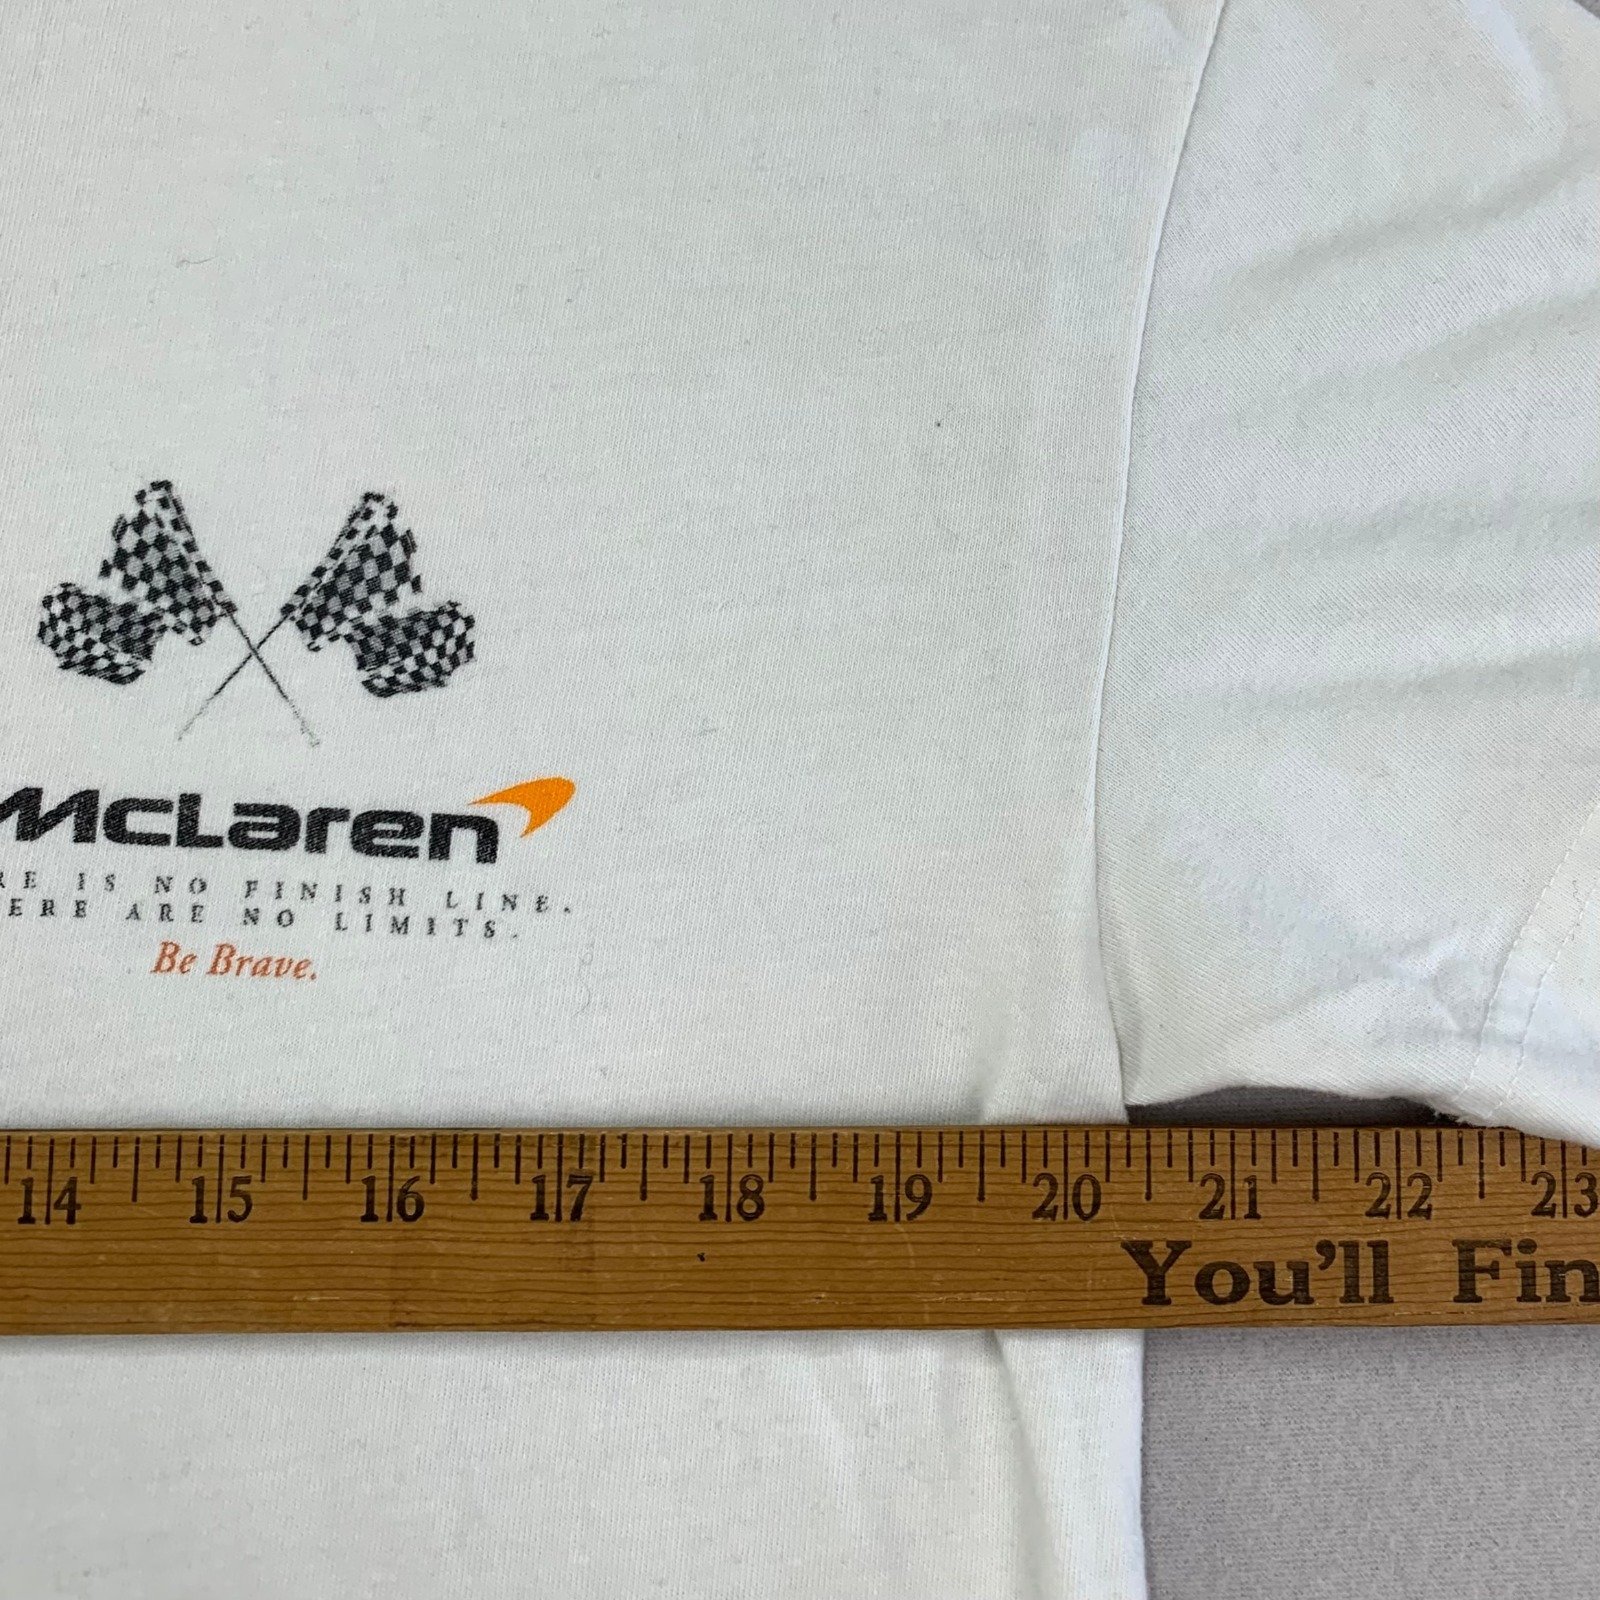 McLaren
RE IS NO FINISH LINE.
ERE ARE NO LIMITS.
Be Brave.
14 15 16 17 18 19 20 21 22 23
You'll Fin